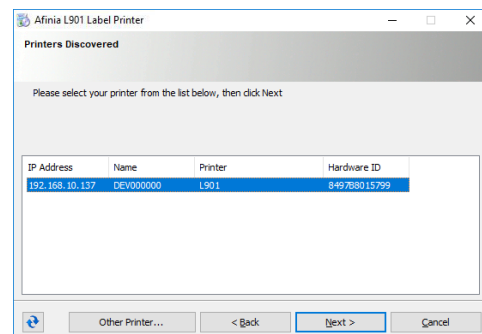 Afinia L901 Label Printer
Printers Discovered
Please select your printer from the list below, then click Next
IP Address Name Printer Hardware ID
192.168.10.137 DEV000000 L901 849788015799
Other Printer... < Back Next > Cancel